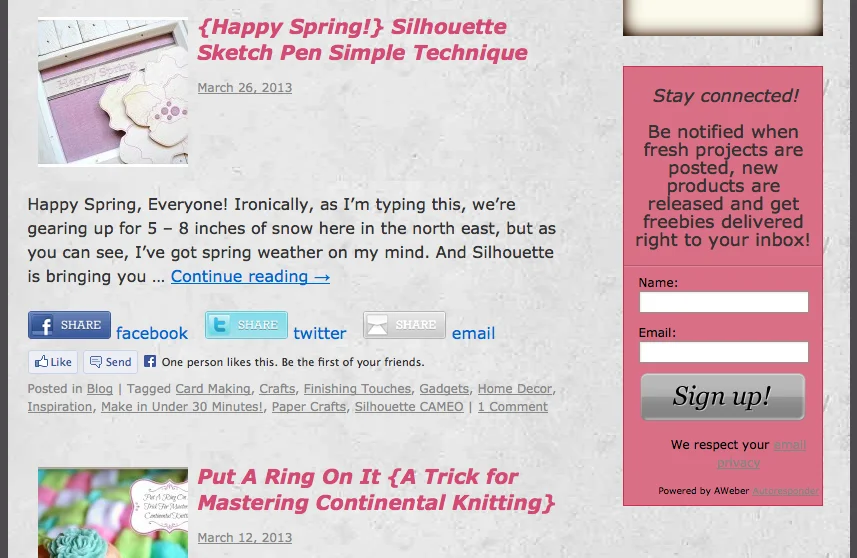 {Happy Spring!} Silhouette
Sketch Pen Simple Technique
March 26, 2013
Happy Spring
Happy Spring, Everyone! Ironically, as I’m typing this, we’re
gearing up for 5 – 8 inches of snow here in the north east, but as
you can see, I’ve got spring weather on my mind. And Silhouette
is bringing you … Continue reading →
SHARE facebook SHARE twitter SHARE email
Like Send One person likes this. Be the first of your friends.
Posted in Blog | Tagged Card Making, Crafts, Finishing Touches, Gadgets, Home Decor,
Inspiration, Make in Under 30 Minutes!, Paper Crafts, Silhouette CAMEO | 1 Comment
Put A Ring On It {A Trick for
Mastering Continental Knitting}
March 12, 2013
Put A Ring On
Trick For Master
Continental Knitt
Stay connected!
Be notified when
fresh projects are
posted, new
products are
released and get
freebies delivered
right to your inbox!
Name:
Email:
Sign up!
We respect your email
privacy
Powered by AWeber Autoresponder